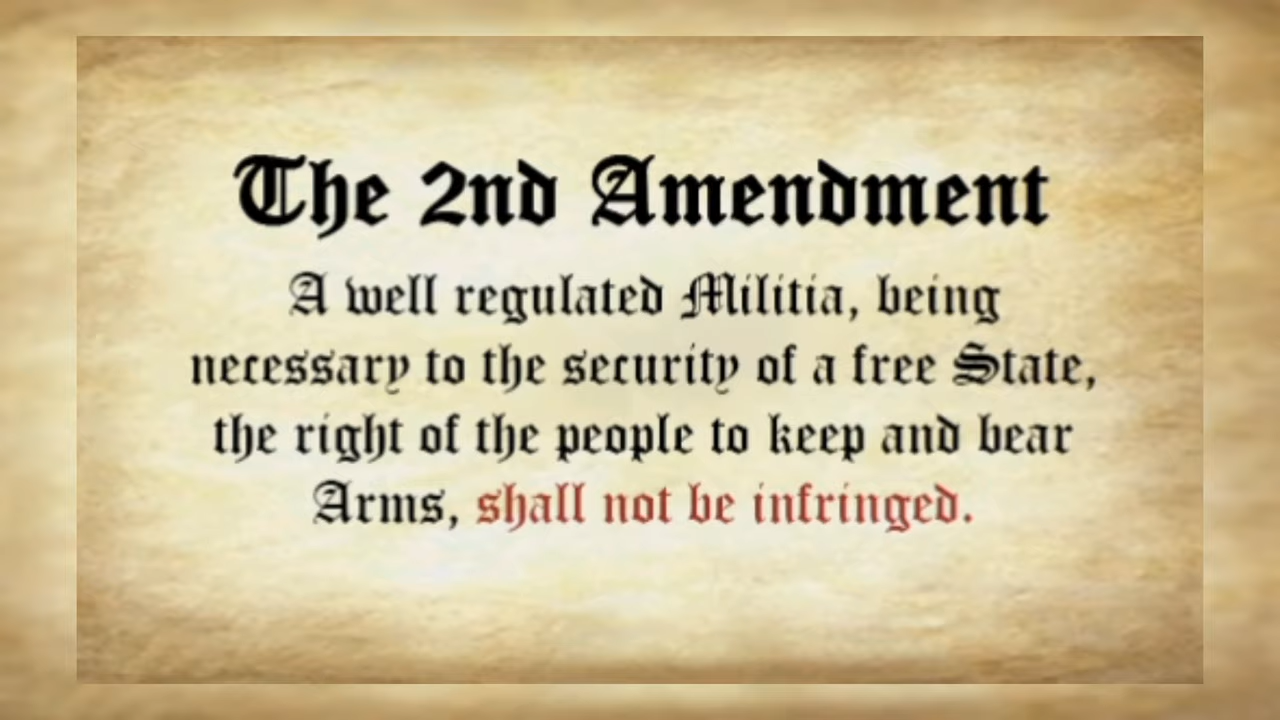 The 2nd Amendment
A well regulated Militia, being
necessary to the security of a free State,
the right of the people to keep and bear
Arms, shall not be infringed.